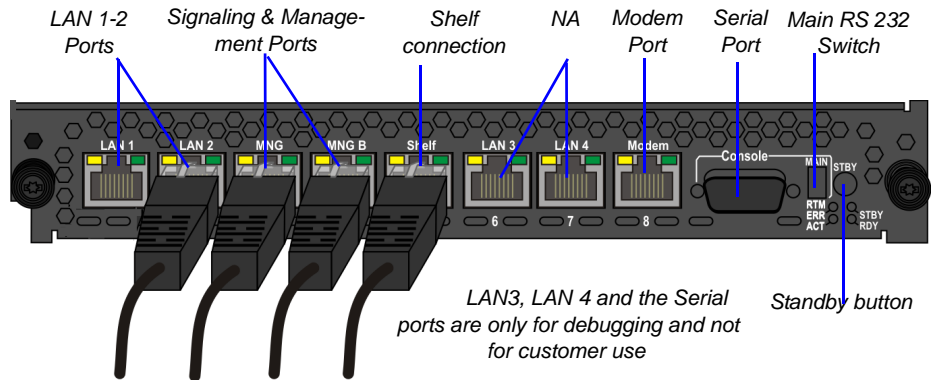 LAN 1-2
Ports
Signaling & Manage-
ment Ports
Shelf
connection
NA
Modem
Port
Serial
Port
Main RS 232
Switch
LAN 1
LAN 2
MNG
MNG B
Shelf
LAN 3
LAN 4
Modem
Console
MAIN
STBY
6
7
8
RTM
ERR
ACT
STBY
RDY
LAN3, LAN 4 and the Serial
ports are only for debugging and not
for customer use
Standby button